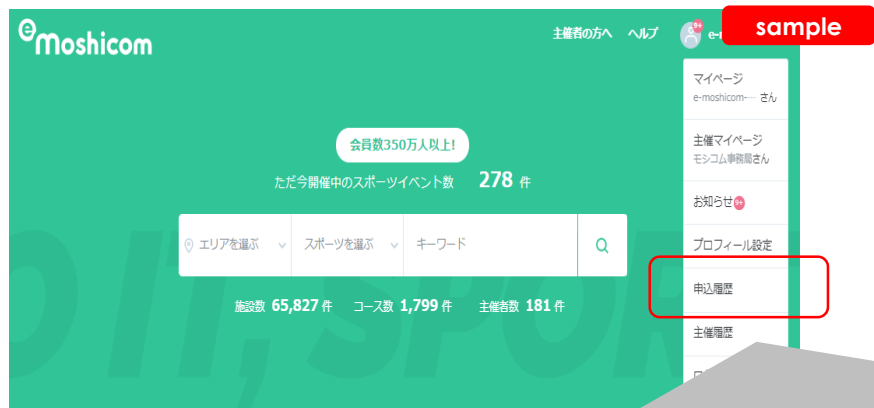 e-moshicom
主催者の方へ ヘルプ 9+
sample
マイページ
e-moshicom-… さん
主催マイページ
モシコム事務局さん
お知らせ 9+
プロフィール設定
申込履歴
主催履歴
会員数350万人以上!
ただ今開催中のスポーツイベント数 278 件
エリアを選ぶ スポーツを選ぶ キーワード
施設数 65,827 件 コース数 1,799 件 主催者数 181 件